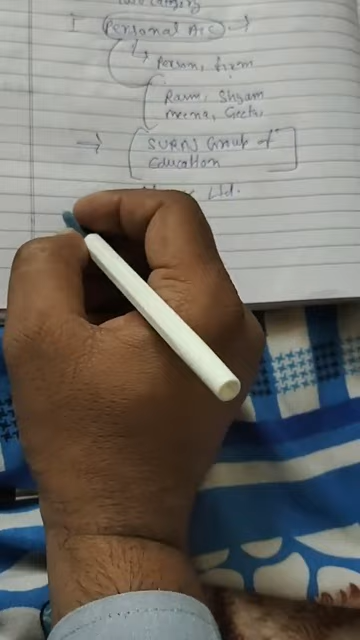 I Personal A/c →
↳ Person, firm
Ram, Shyam
Meena, Geeta,
→ [SURAJ Group of
Education]
Ltd.